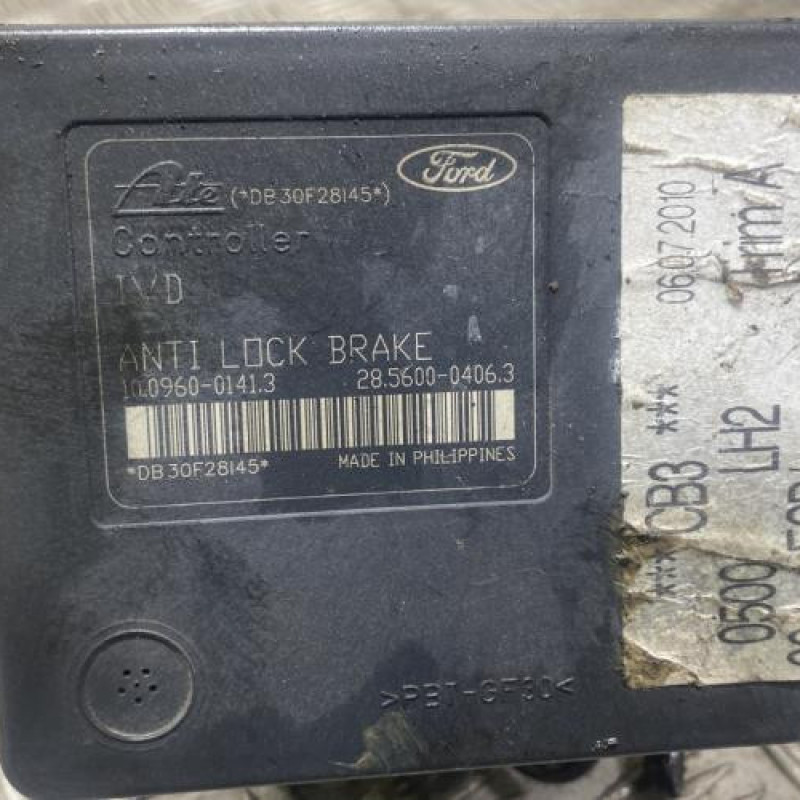 Ate (*DB30F28145*) Ford
Controller
IVD
ANTI LOCK BRAKE
10.0960-0141.3 28.5600-0406.3
*DB30F28145*
MADE IN PHILIPPINES
>PBT-GF30<
06.07.2010 Trim A
*** CB3 ***
0500 LH2